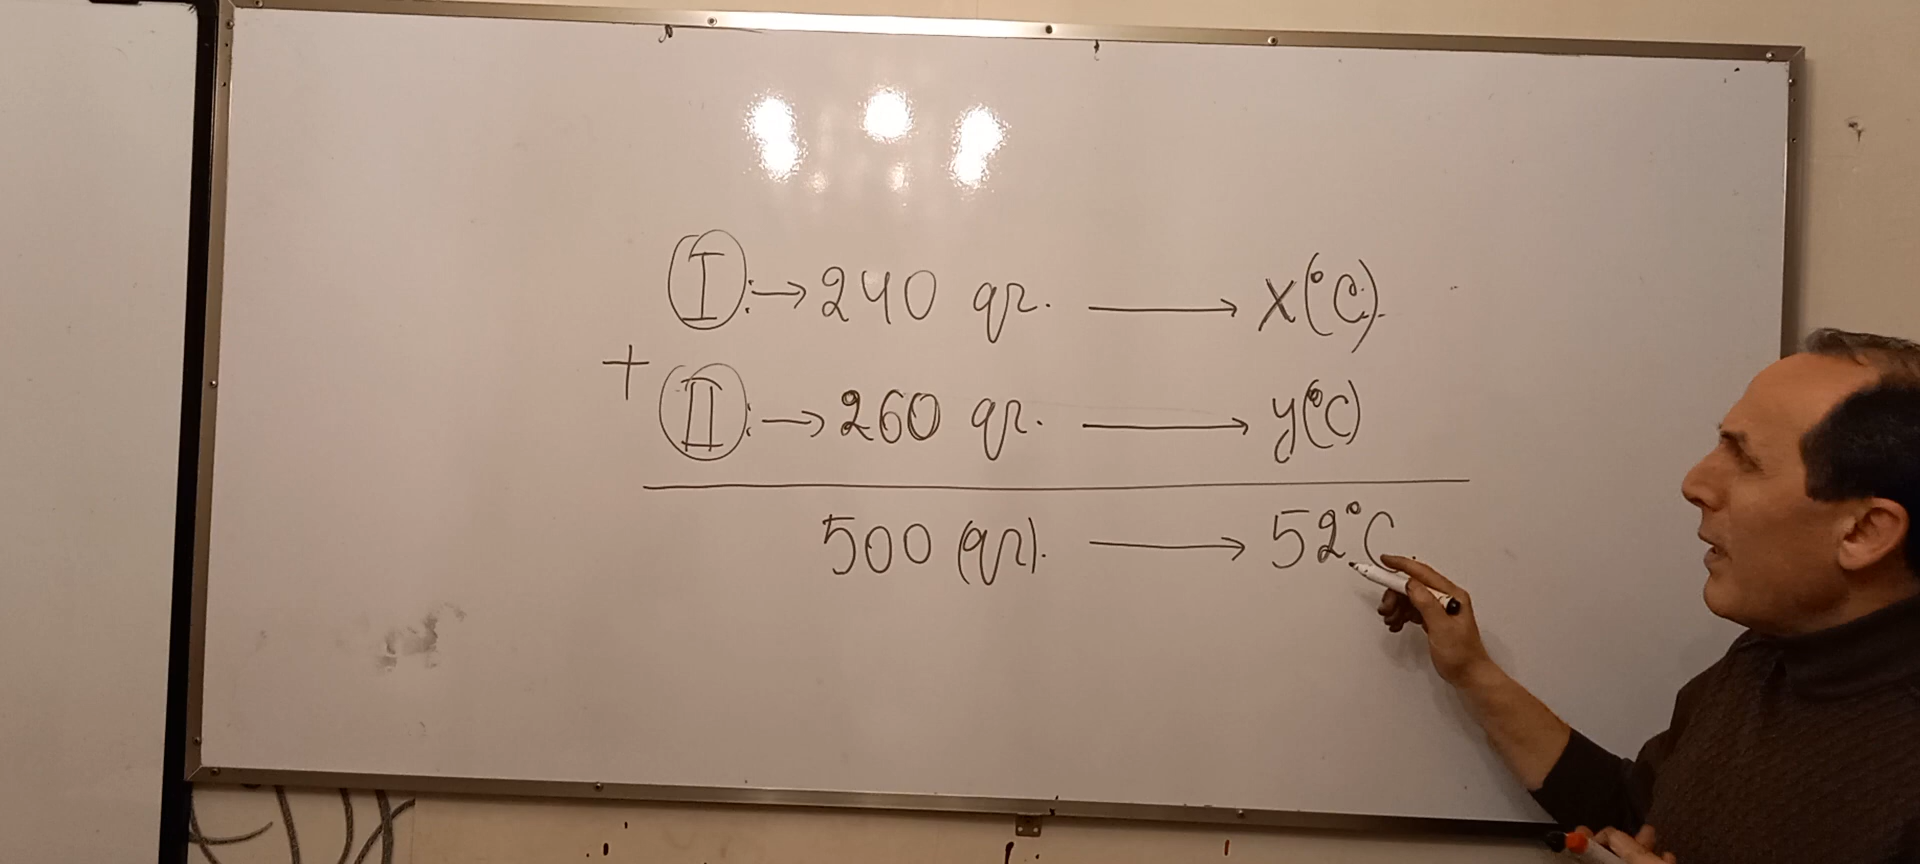 I: → 240 qr. → x(°C).
+
II: → 260 qr. → y(°C)
500 (qr). → 52°C.